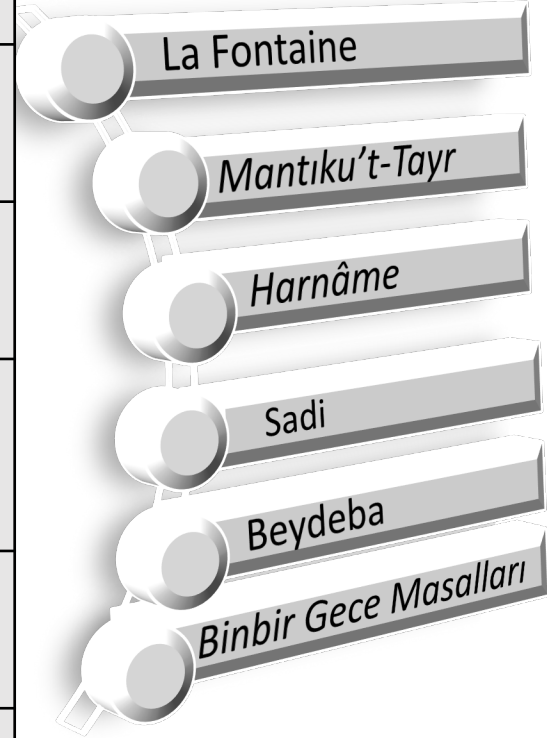 La Fontaine
Mantıku’t-Tayr
Harnâme
Sadi
Beydeba
Binbir Gece Masalları